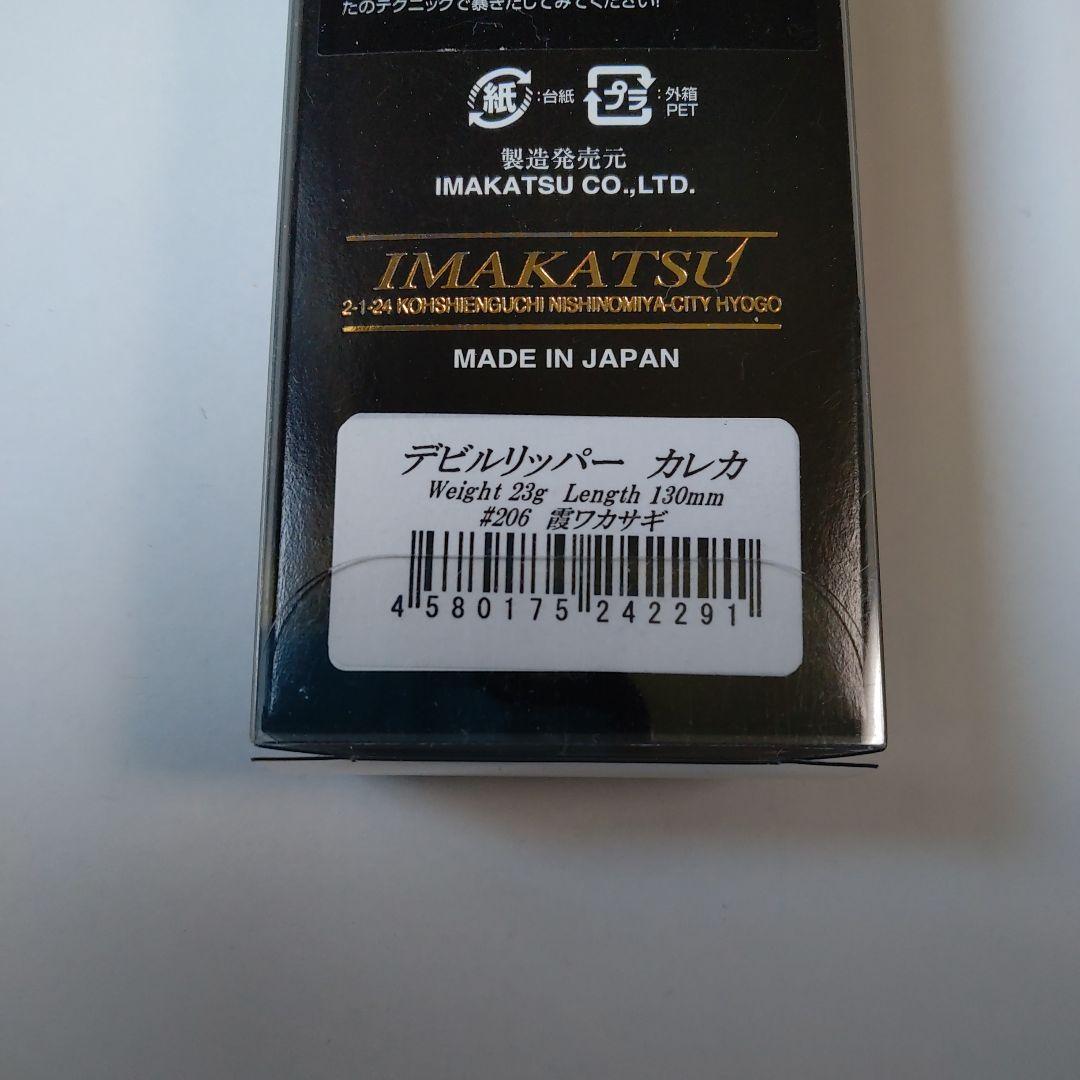 たのテクニックで暴きだしてみてください!
紙 :台紙 プラ :外箱 PET
製造発売元
IMAKATSU CO.,LTD.
IMAKATSU
2-1-24 KOHSHIENGUCHI NISHINOMIYA-CITY HYOGO
MADE IN JAPAN
デビルリッパー カレカ
Weight 23g Length 130mm
#206 霞ワカサギ
4 580175 242291